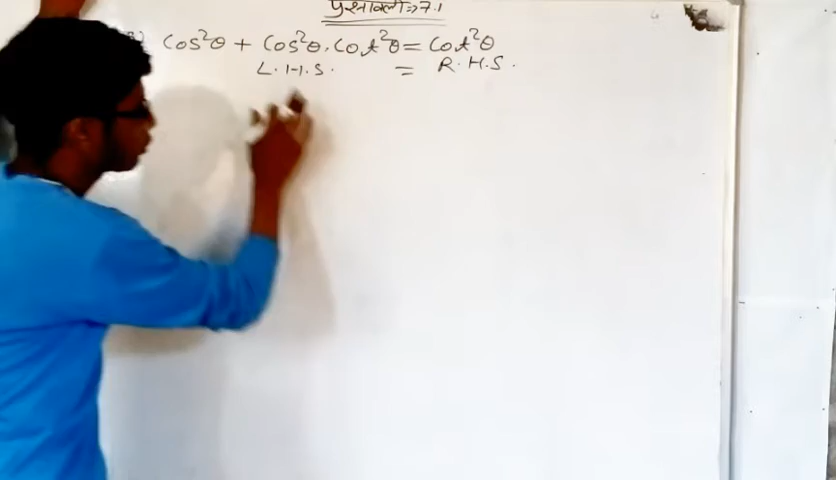 प्रश्नावली⇒7.1
Cos²θ + Cos²θ . Cot²θ = Cot²θ
L.H.S. = R.H.S.